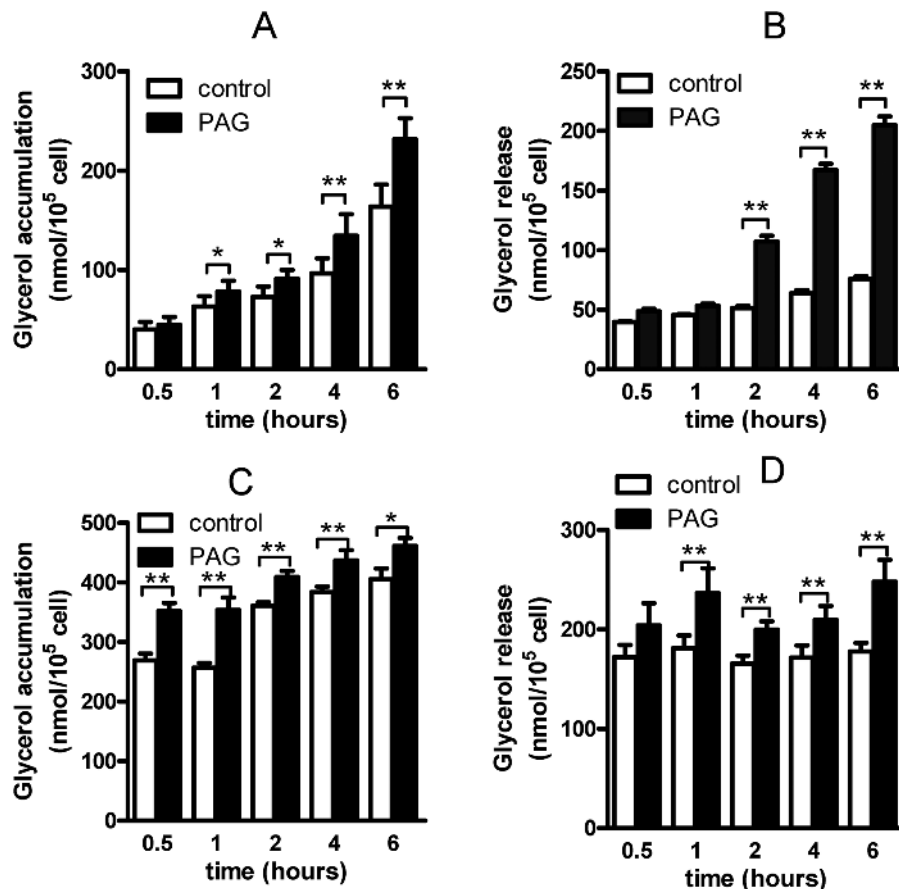 A
Glycerol accumulation
(nmol/10⁵ cell)
300
200
100
0
control
PAG
*
*
**
**
0.5 1 2 4 6
time (hours)
B
Glycerol release
(nmol/10⁵ cell)
250
200
150
100
50
0
control
PAG
**
**
**
0.5 1 2 4 6
time (hours)
C
Glycerol accumulation
(nmol/10⁵ cell)
500
400
300
200
100
0
control
PAG
**
**
**
**
*
0.5 1 2 4 6
time (hours)
D
Glycerol release
(nmol/10⁵ cell)
300
200
100
0
control
PAG
**
**
**
**
0.5 1 2 4 6
time (hours)